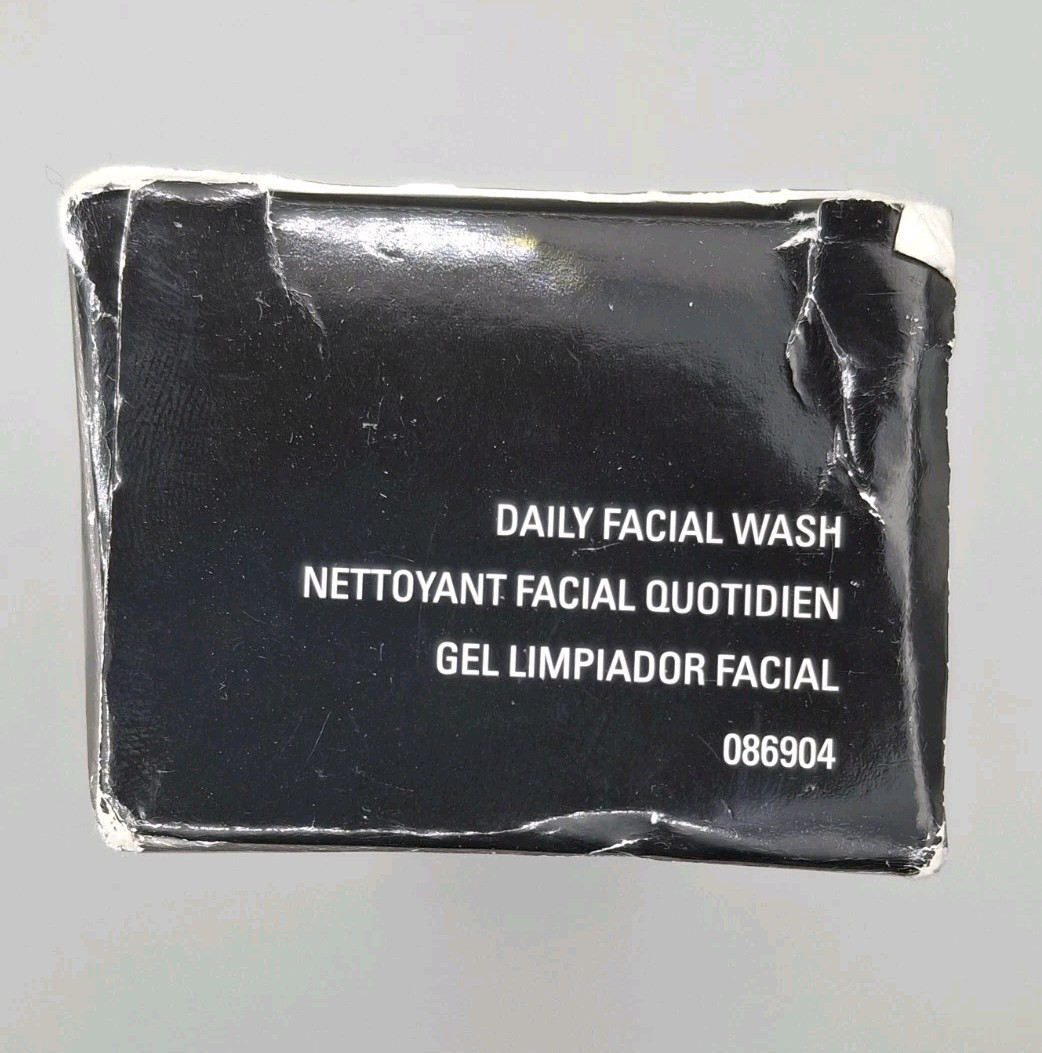 DAILY FACIAL WASH
NETTOYANT FACIAL QUOTIDIEN
GEL LIMPIADOR FACIAL
086904